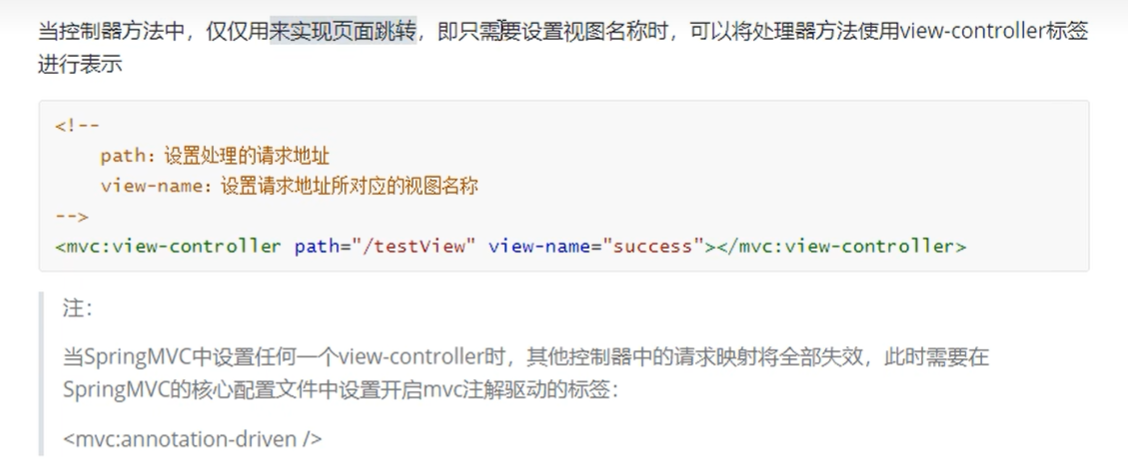 当控制器方法中，仅仅用来实现页面跳转，即只需要设置视图名称时，可以将处理器方法使用view-controller标签
进行表示
<!--
    path：设置处理的请求地址
    view-name：设置请求地址所对应的视图名称
-->
<mvc:view-controller path="/testView" view-name="success"></mvc:view-controller>
注：
当SpringMVC中设置任何一个view-controller时，其他控制器中的请求映射将全部失效，此时需要在
SpringMVC的核心配置文件中设置开启mvc注解驱动的标签：
<mvc:annotation-driven />